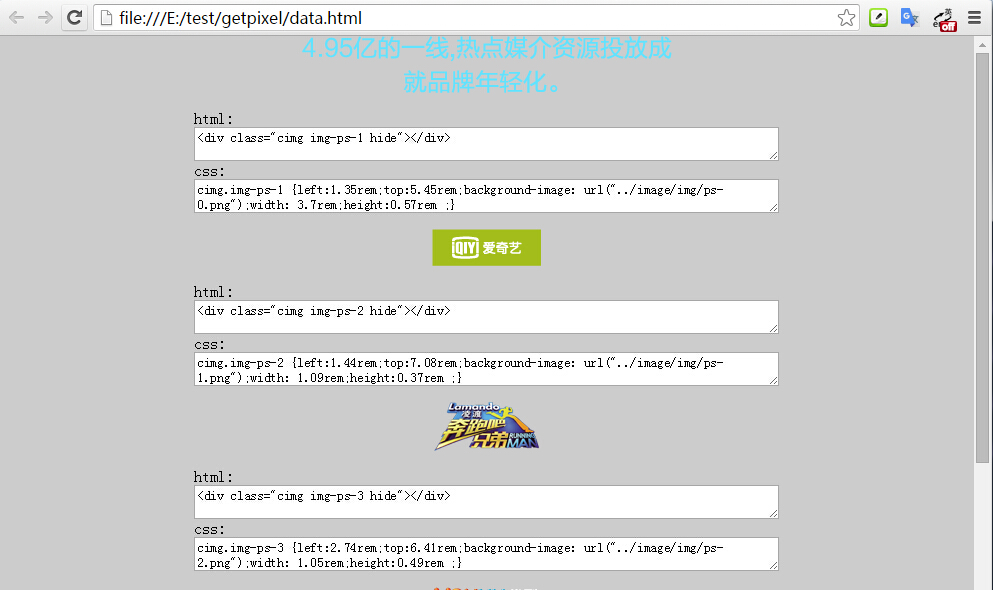 file:///E:/test/getpixel/data.html
英
off
4.95亿的一线,热点媒介资源投放成
就品牌年轻化。
html:
<div class="cimg img-ps-1 hide"></div>
css:
cimg.img-ps-1 {left:1.35rem;top:5.45rem;background-image: url("../image/img/ps-
0.png");width: 3.7rem;height:0.57rem ;}
QIY 爱奇艺
html:
<div class="cimg img-ps-2 hide"></div>
css:
cimg.img-ps-2 {left:1.44rem;top:7.08rem;background-image: url("../image/img/ps-
1.png");width: 1.09rem;height:0.37rem ;}
Lamando
凌渡
奔跑吧
兄弟 RUNNING
MAN
html:
<div class="cimg img-ps-3 hide"></div>
css:
cimg.img-ps-3 {left:2.74rem;top:6.41rem;background-image: url("../image/img/ps-
2.png");width: 1.05rem;height:0.49rem ;}